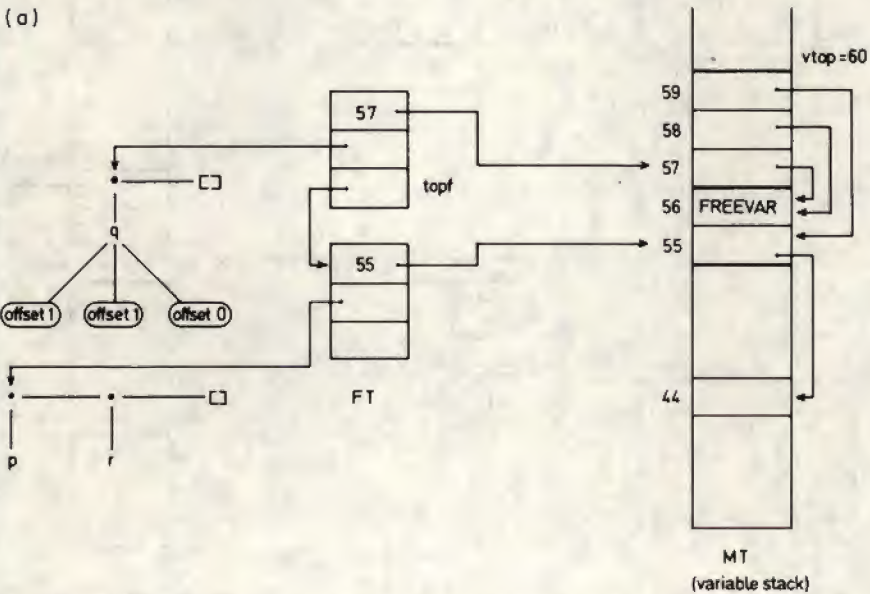 (a)
vtop=60
59
57
58
57
[]
topf
56 FREEVAR
q
55
55
offset 1 offset 1 offset 0
[]
FT
44
p r
MT
(variable stack)